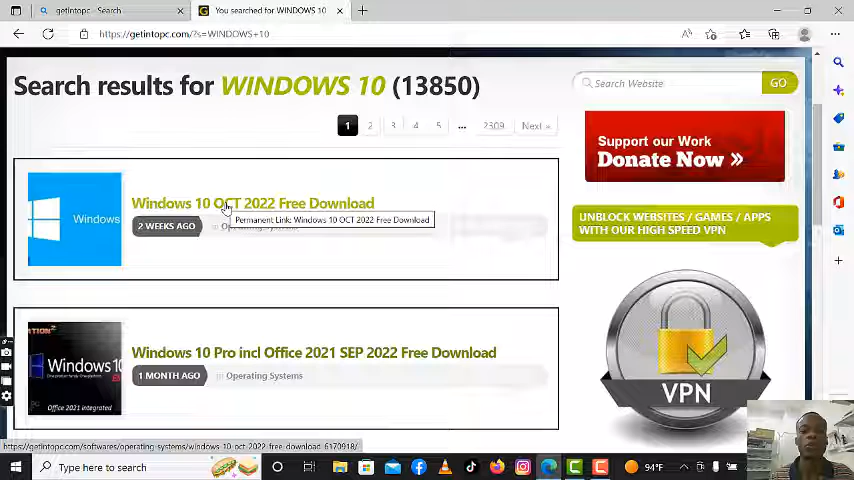 getintopc - Search
You searched for WINDOWS 10
https://getintopc.com/?s=WINDOWS+10
Search results for WINDOWS 10 (13850)
Search Website
GO
1 2 3 4 5 ... 2309 Next »
Support our Work
Donate Now »
Windows
Windows 10 OCT 2022 Free Download
Permanent Link: Windows 10 OCT 2022 Free Download
2 WEEKS AGO
in Operating Systems
UNBLOCK WEBSITES / GAMES / APPS
WITH OUR HIGH SPEED VPN
VPN
Windows 10
Office 2021 integrated
Windows 10 Pro incl Office 2021 SEP 2022 Free Download
1 MONTH AGO
in Operating Systems
https://getintopc.com/softwares/operating-systems/windows-10-oct-2022-free-download-6170918/
Type here to search
94°F